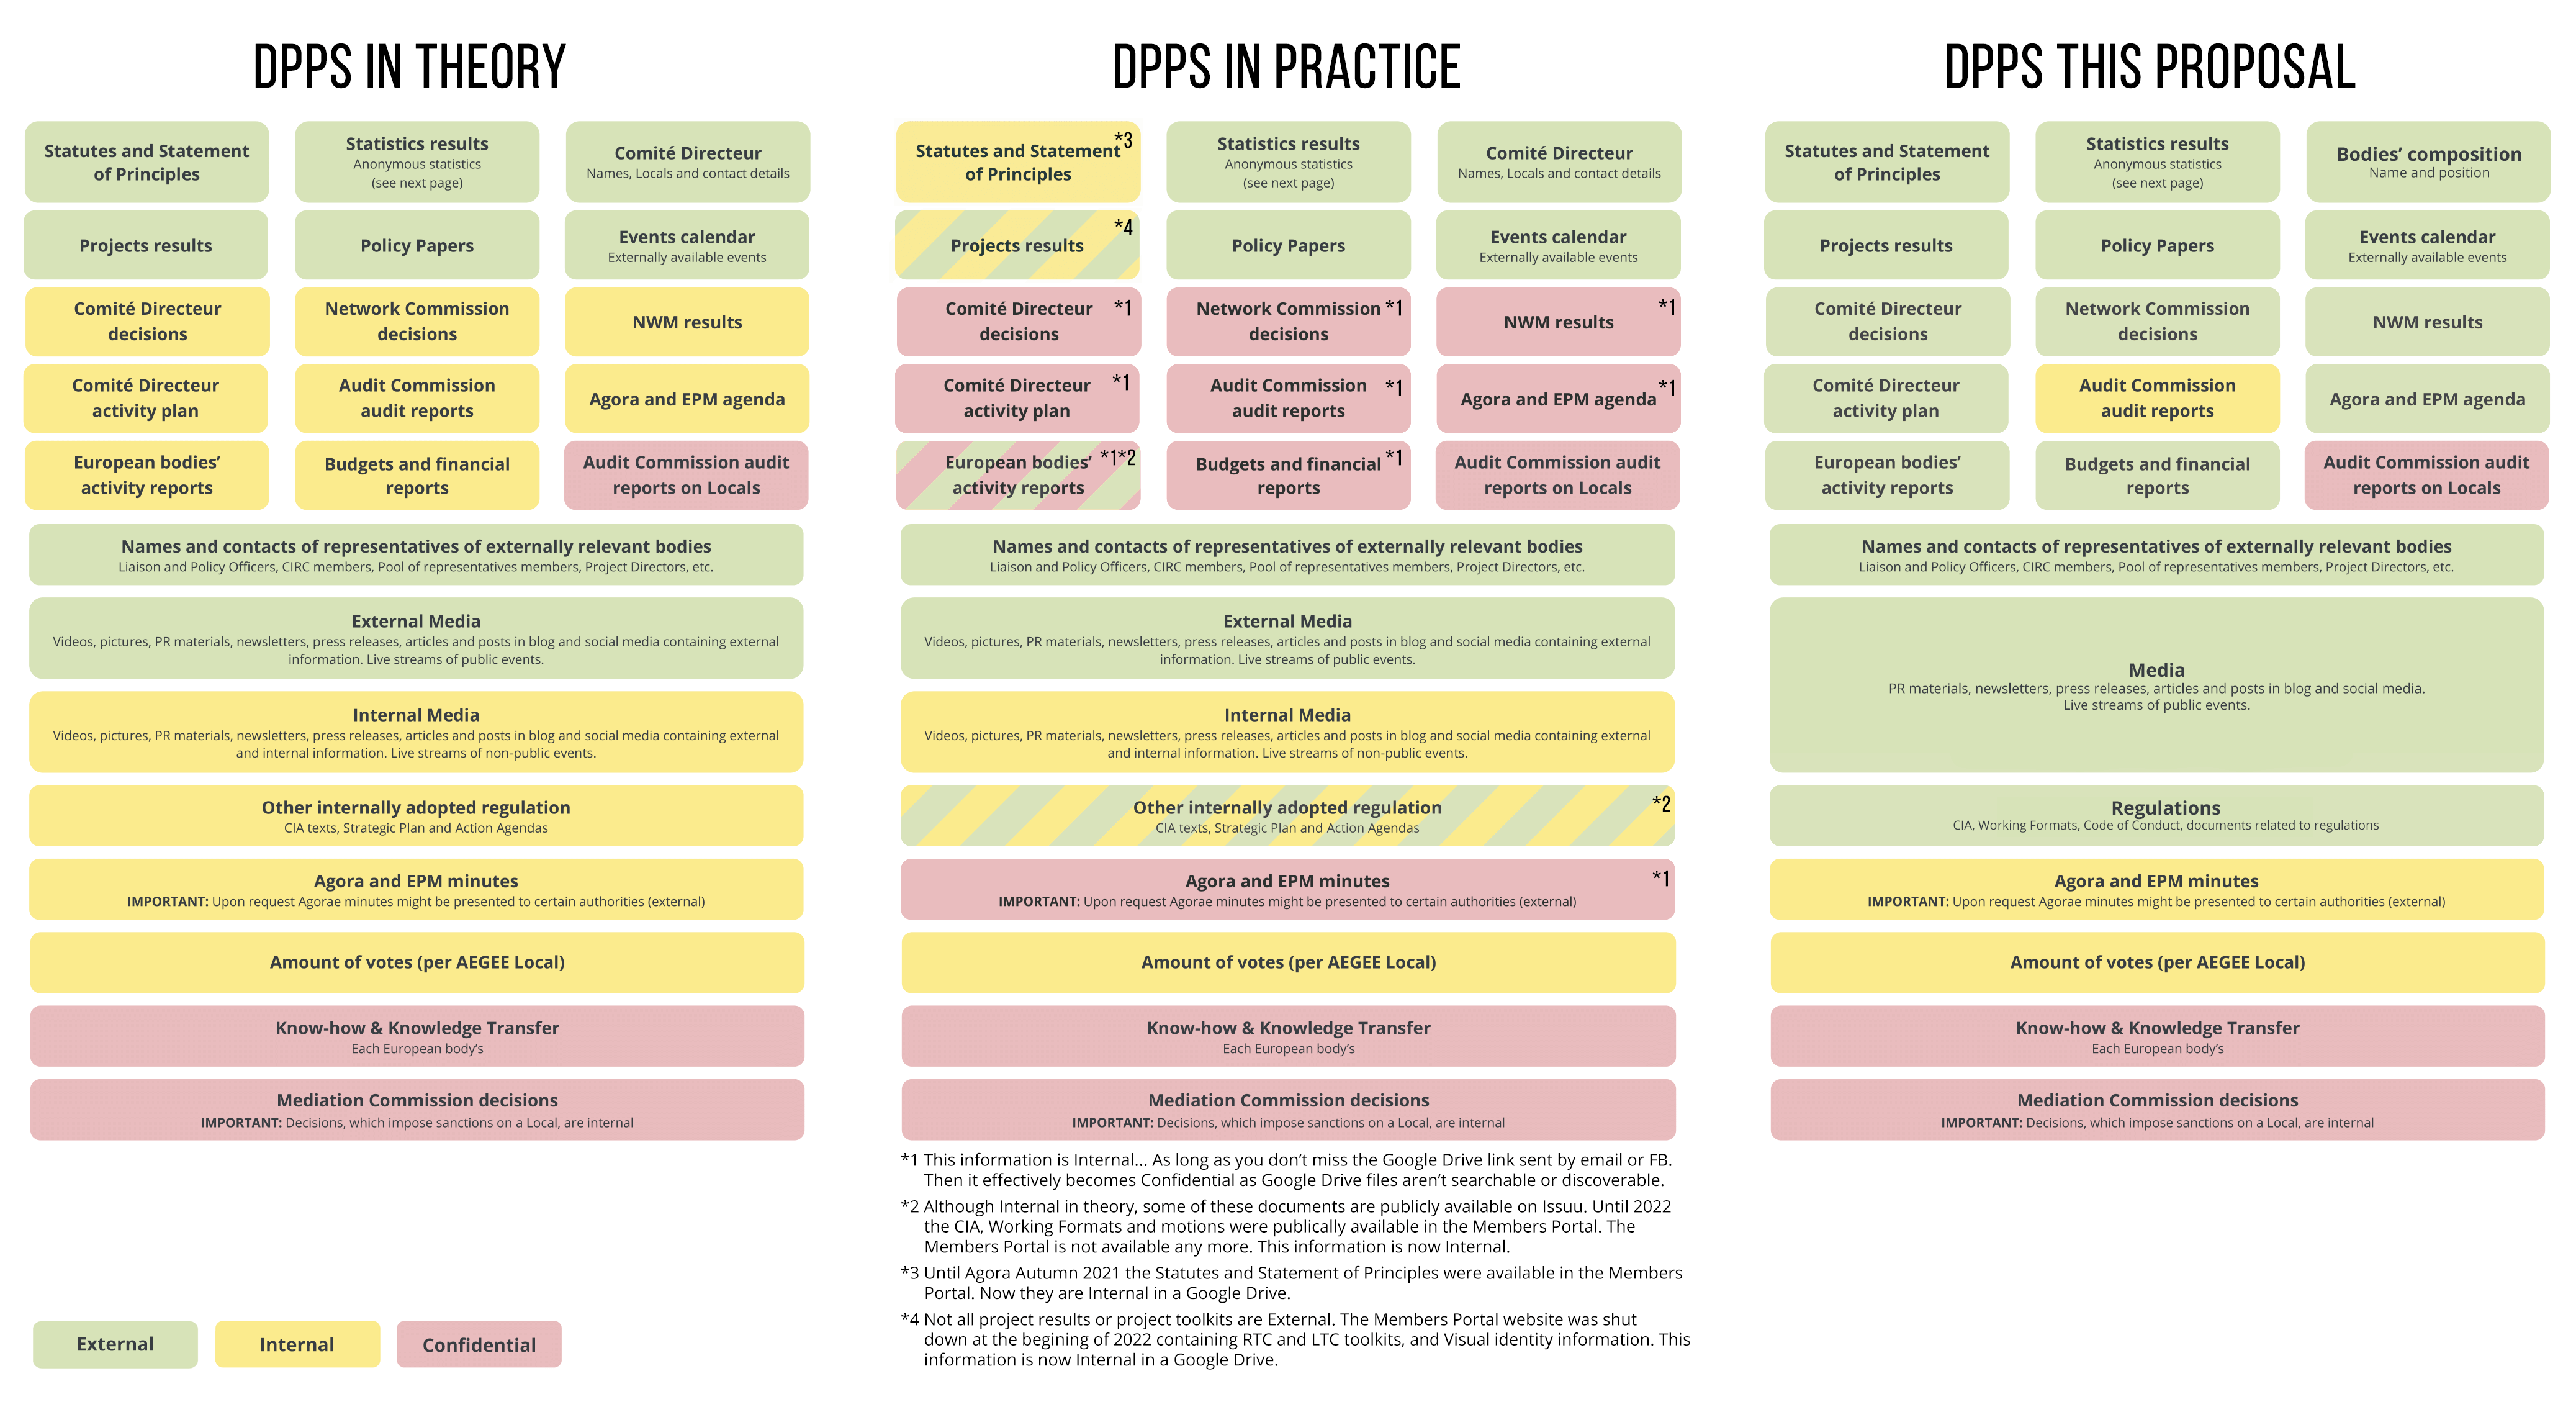 DPPS IN THEORY
Statutes and Statement
of Principles
Statistics results
Anonymous statistics
(see next page)
Comité Directeur
Names, Locals and contact details
Projects results
Policy Papers
Events calendar
Externally available events
Comité Directeur
decisions
Network Commission
decisions
NWM results
Comité Directeur
activity plan
Audit Commission
audit reports
Agora and EPM agenda
European bodies’
activity reports
Budgets and financial
reports
Audit Commission audit
reports on Locals
Names and contacts of representatives of externally relevant bodies
Liaison and Policy Officers, CIRC members, Pool of representatives members, Project Directors, etc.
External Media
Videos, pictures, PR materials, newsletters, press releases, articles and posts in blog and social media containing external
information. Live streams of public events.
Internal Media
Videos, pictures, PR materials, newsletters, press releases, articles and posts in blog and social media containing external
and internal information. Live streams of non-public events.
Other internally adopted regulation
CIA texts, Strategic Plan and Action Agendas
Agora and EPM minutes
IMPORTANT: Upon request Agorae minutes might be presented to certain authorities (external)
Amount of votes (per AEGEE Local)
Know-how & Knowledge Transfer
Each European body’s
Mediation Commission decisions
IMPORTANT: Decisions, which impose sanctions on a Local, are internal
External
Internal
Confidential
DPPS IN PRACTICE
Statutes and Statement *3
of Principles
Statistics results
Anonymous statistics
(see next page)
Comité Directeur
Names, Locals and contact details
Projects results *4
Policy Papers
Events calendar
Externally available events
Comité Directeur *1
decisions
Network Commission *1
decisions
NWM results *1
Comité Directeur *1
activity plan
Audit Commission *1
audit reports
Agora and EPM agenda *1
European bodies’ *1*2
activity reports
Budgets and financial *1
reports
Audit Commission audit
reports on Locals
Names and contacts of representatives of externally relevant bodies
Liaison and Policy Officers, CIRC members, Pool of representatives members, Project Directors, etc.
External Media
Videos, pictures, PR materials, newsletters, press releases, articles and posts in blog and social media containing external
information. Live streams of public events.
Internal Media
Videos, pictures, PR materials, newsletters, press releases, articles and posts in blog and social media containing external
and internal information. Live streams of non-public events.
Other internally adopted regulation *2
CIA texts, Strategic Plan and Action Agendas
Agora and EPM minutes *1
IMPORTANT: Upon request Agorae minutes might be presented to certain authorities (external)
Amount of votes (per AEGEE Local)
Know-how & Knowledge Transfer
Each European body’s
Mediation Commission decisions
IMPORTANT: Decisions, which impose sanctions on a Local, are internal
*1 This information is Internal... As long as you don’t miss the Google Drive link sent by email or FB.
Then it effectively becomes Confidential as Google Drive files aren’t searchable or discoverable.
*2 Although Internal in theory, some of these documents are publicly available on Issuu. Until 2022
the CIA, Working Formats and motions were publically available in the Members Portal. The
Members Portal is not available any more. This information is now Internal.
*3 Until Agora Autumn 2021 the Statutes and Statement of Principles were available in the Members
Portal. Now they are Internal in a Google Drive.
*4 Not all project results or project toolkits are External. The Members Portal website was shut
down at the begining of 2022 containing RTC and LTC toolkits, and Visual identity information. This
information is now Internal in a Google Drive.
DPPS THIS PROPOSAL
Statutes and Statement
of Principles
Statistics results
Anonymous statistics
(see next page)
Bodies’ composition
Name and position
Projects results
Policy Papers
Events calendar
Externally available events
Comité Directeur
decisions
Network Commission
decisions
NWM results
Comité Directeur
activity plan
Audit Commission
audit reports
Agora and EPM agenda
European bodies’
activity reports
Budgets and financial
reports
Audit Commission audit
reports on Locals
Names and contacts of representatives of externally relevant bodies
Liaison and Policy Officers, CIRC members, Pool of representatives members, Project Directors, etc.
Media
PR materials, newsletters, press releases, articles and posts in blog and social media.
Live streams of public events.
Regulations
CIA, Working Formats, Code of Conduct, documents related to regulations
Agora and EPM minutes
IMPORTANT: Upon request Agorae minutes might be presented to certain authorities (external)
Amount of votes (per AEGEE Local)
Know-how & Knowledge Transfer
Each European body’s
Mediation Commission decisions
IMPORTANT: Decisions, which impose sanctions on a Local, are internal